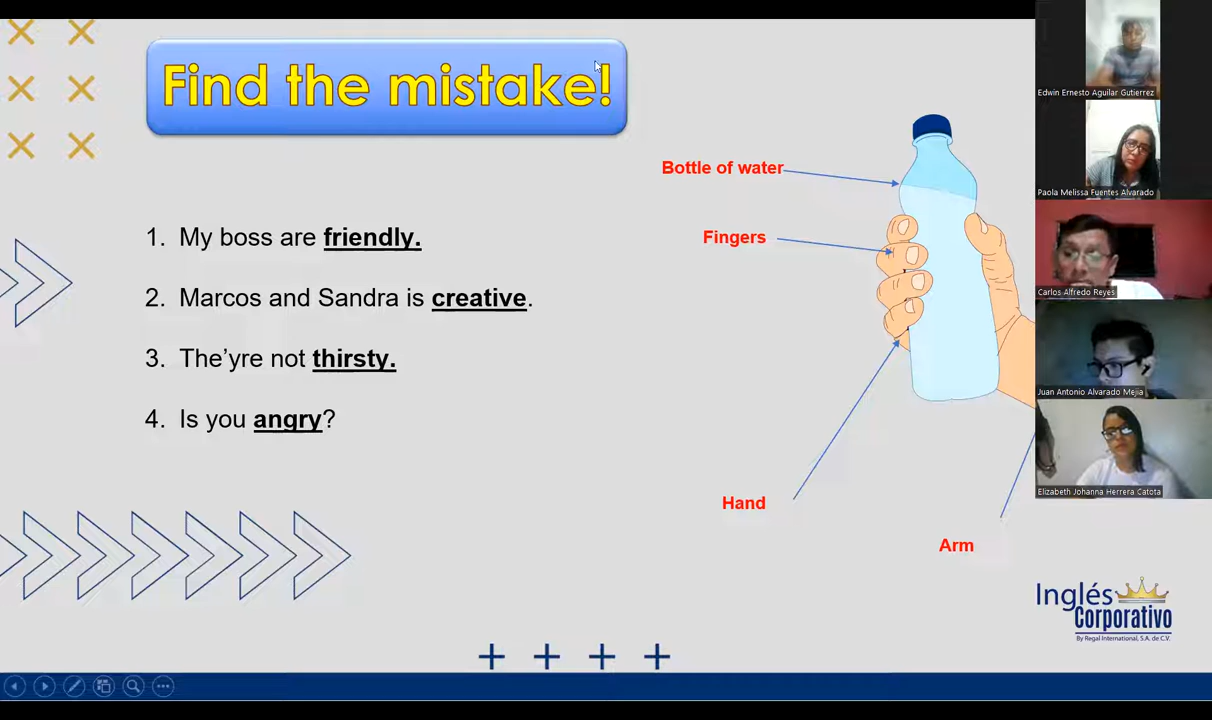 Find the mistake!
1. My boss are friendly.
2. Marcos and Sandra is creative.
3. The'yre not thirsty.
4. Is you angry?
Bottle of water
Fingers
Hand
Arm
Edwin Ernesto Aguilar Gutierrez
Paola Melissa Fuentes Alvarado
Carlos Alfredo Reyes
Juan Antonio Alvarado Mejia
Elizabeth Johanna Herrera Catota
Inglés
Corporativo
By Regal International, S.A. de C.V.